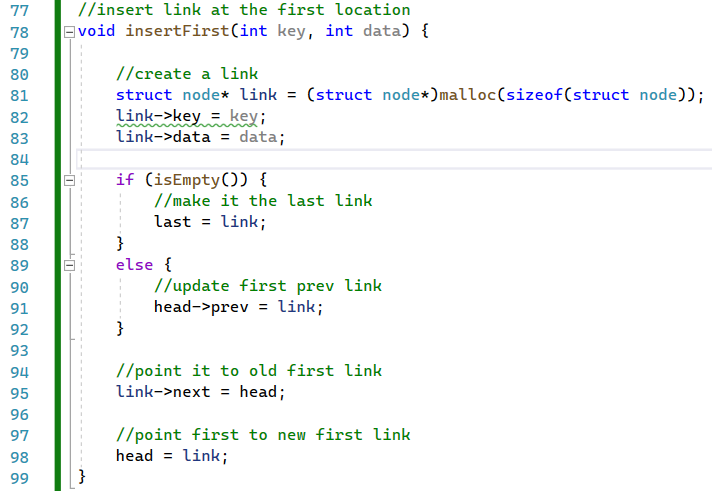 77 //insert link at the first location
78 void insertFirst(int key, int data) {
79
80 //create a link
81 struct node* link = (struct node*)malloc(sizeof(struct node));
82 link->key = key;
83 link->data = data;
84
85 if (isEmpty()) {
86 //make it the last link
87 last = link;
88 }
89 else {
90 //update first prev link
91 head->prev = link;
92 }
93
94 //point it to old first link
95 link->next = head;
96
97 //point first to new first link
98 head = link;
99 }